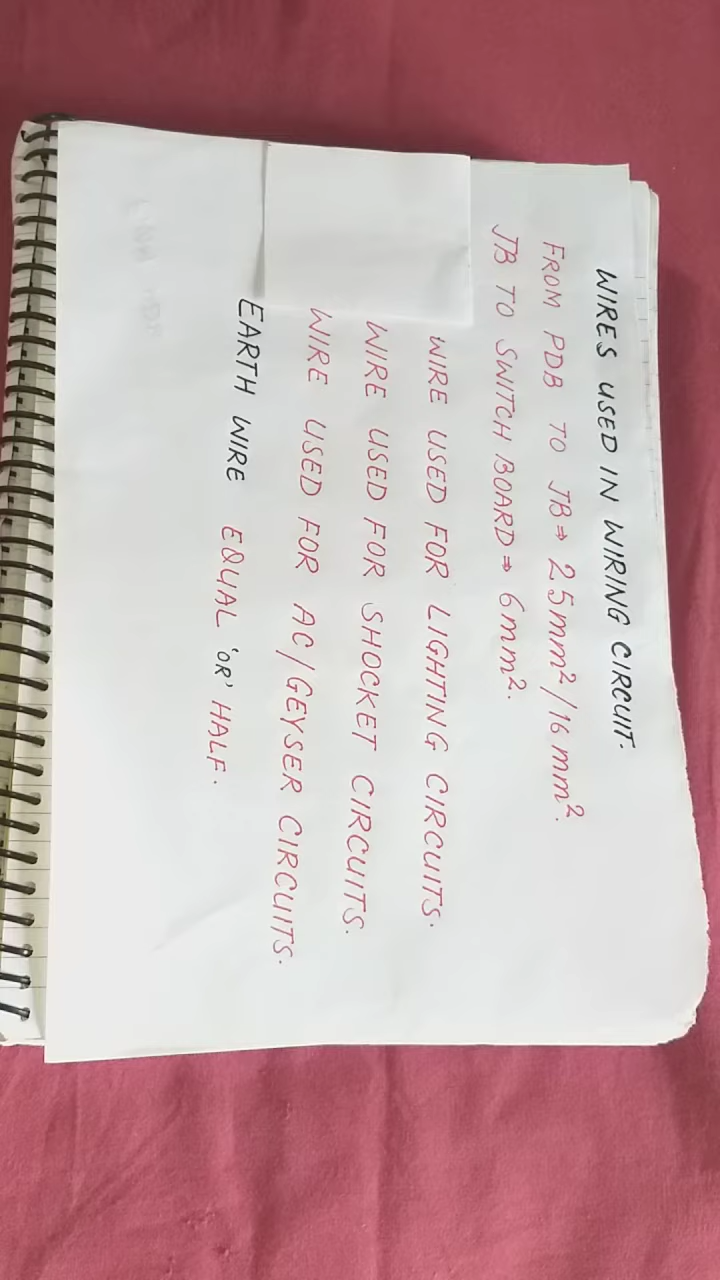 WIRES USED IN WIRING CIRCUIT.
FROM PDB TO JB⇒ 25mm²/16mm².
JB TO SWITCH BOARD⇒ 6mm².
WIRE USED FOR LIGHTING CIRCUITS.
WIRE USED FOR SHOCKET CIRCUITS.
WIRE USED FOR AC/GEYSER CIRCUITS.
EARTH WIRE EQUAL 'OR' HALF.